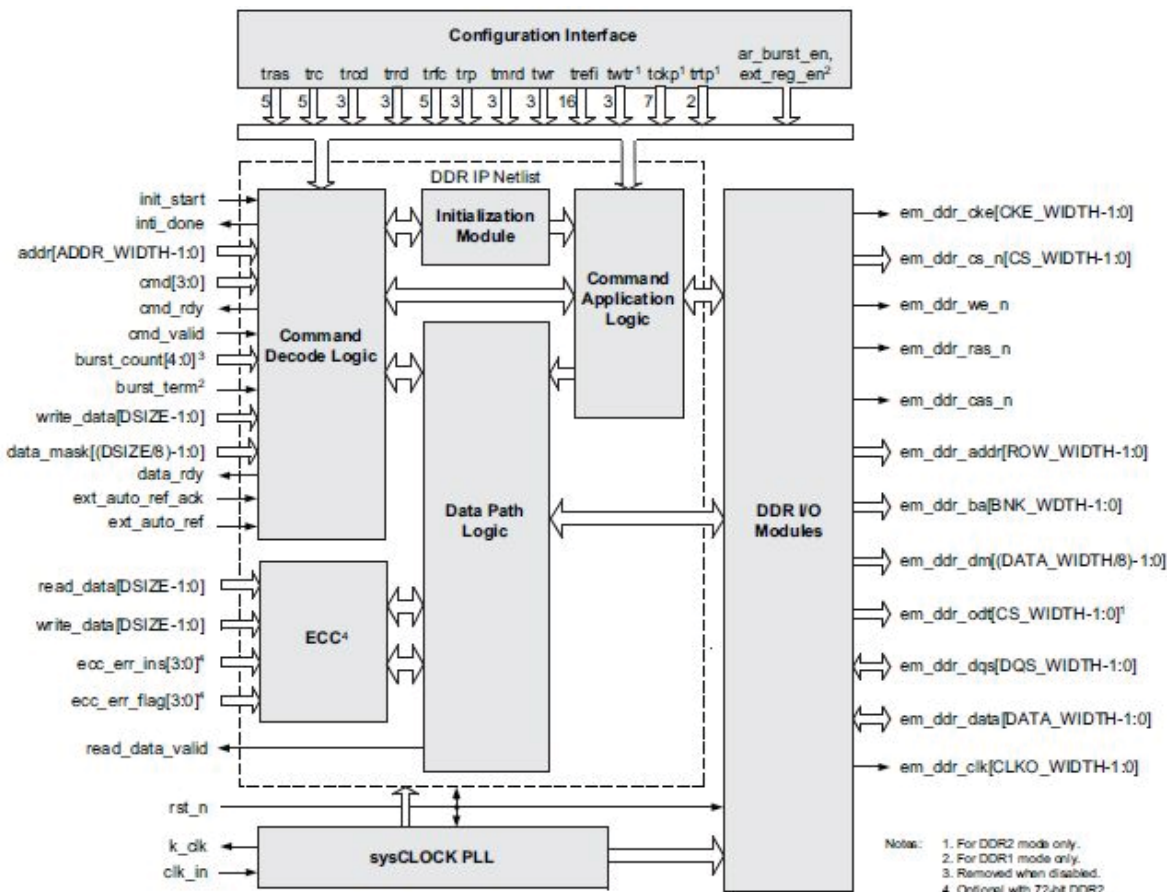 Configuration Interface
tras trc trcd trrd trfc trp tmrd twr trefi twtr¹ tckp¹ trtp¹
ar_burst_en,
ext_reg_en²
5 5 3 3 5 3 3 3 16 3 7 2
DDR IP Netlist
init_start
inti_done
addr[ADDR_WIDTH-1:0]
cmd[3:0]
cmd_rdy
cmd_valid
burst_count[4:0]³
burst_term²
write_data[DSIZE-1:0]
data_mask[(DSIZE/8)-1:0]
data_rdy
ext_auto_ref_ack
ext_auto_ref
read_data[DSIZE-1:0]
write_data[DSIZE-1:0]
ecc_err_ins[3:0]⁴
ecc_err_flag[3:0]⁴
read_data_valid
rst_n
k_clk
clk_in
Command
Decode Logic
Initialization
Module
Command
Application
Logic
Data Path
Logic
ECC⁴
sysCLOCK PLL
DDR I/O
Modules
em_ddr_cke[CKE_WIDTH-1:0]
em_ddr_cs_n[CS_WIDTH-1:0]
em_ddr_we_n
em_ddr_ras_n
em_ddr_cas_n
em_ddr_addr[ROW_WIDTH-1:0]
em_ddr_ba[BNK_WDTH-1:0]
em_ddr_dm[(DATA_WIDTH/8)-1:0]
em_ddr_odt[CS_WIDTH-1:0]¹
em_ddr_dqs[DQS_WIDTH-1:0]
em_ddr_data[DATA_WIDTH-1:0]
em_ddr_clk[CLKO_WIDTH-1:0]
Notes: 1. For DDR2 mode only.
2. For DDR1 mode only.
3. Removed when disabled.
4. Optional with 72-bit DDR2